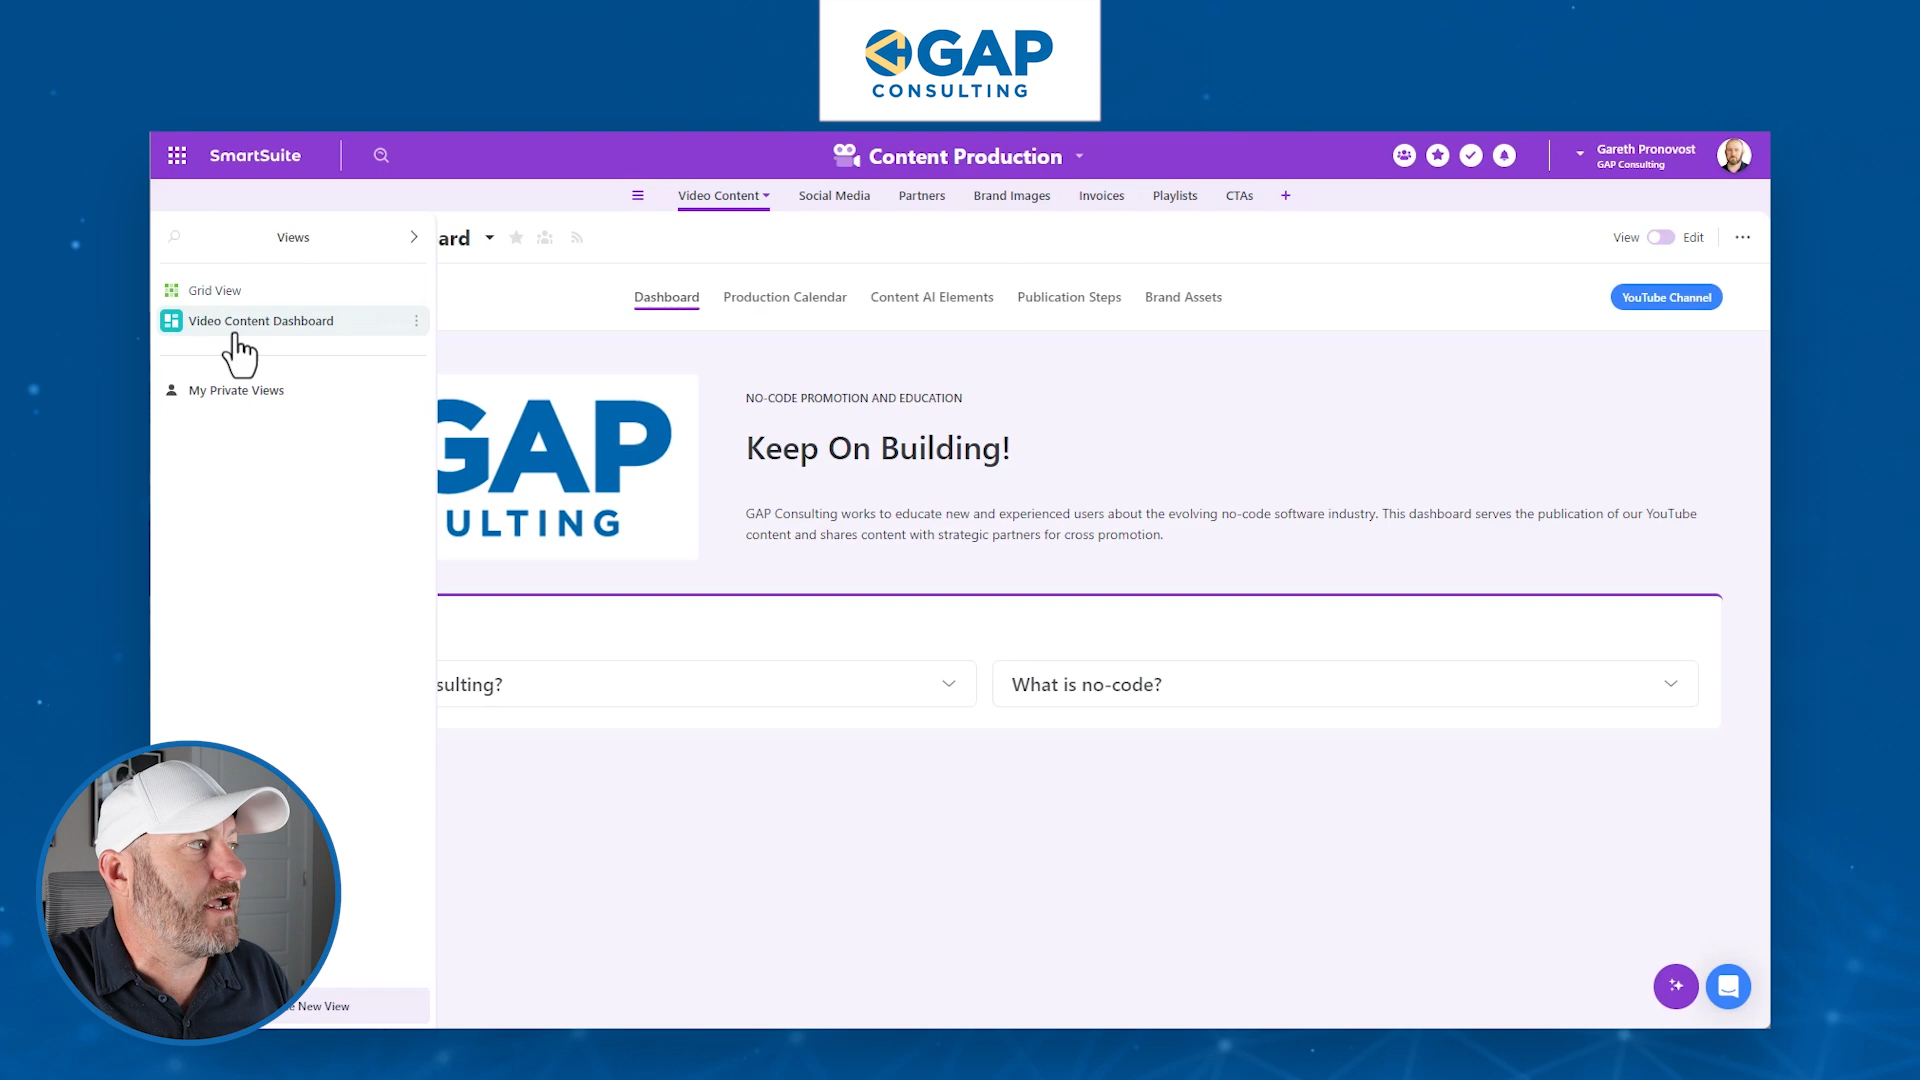 GAP
CONSULTING
SmartSuite
Content Production
Gareth Pronovost
GAP Consulting
Video Content
Social Media
Partners
Brand Images
Invoices
Playlists
CTAs
+
Views
ard
View
Edit
Grid View
Video Content Dashboard
My Private Views
Dashboard
Production Calendar
Content AI Elements
Publication Steps
Brand Assets
YouTube Channel
GAP
ULTING
NO-CODE PROMOTION AND EDUCATION
Keep On Building!
GAP Consulting works to educate new and experienced users about the evolving no-code software industry. This dashboard serves the publication of our YouTube
content and shares content with strategic partners for cross promotion.
sulting?
What is no-code?
New View